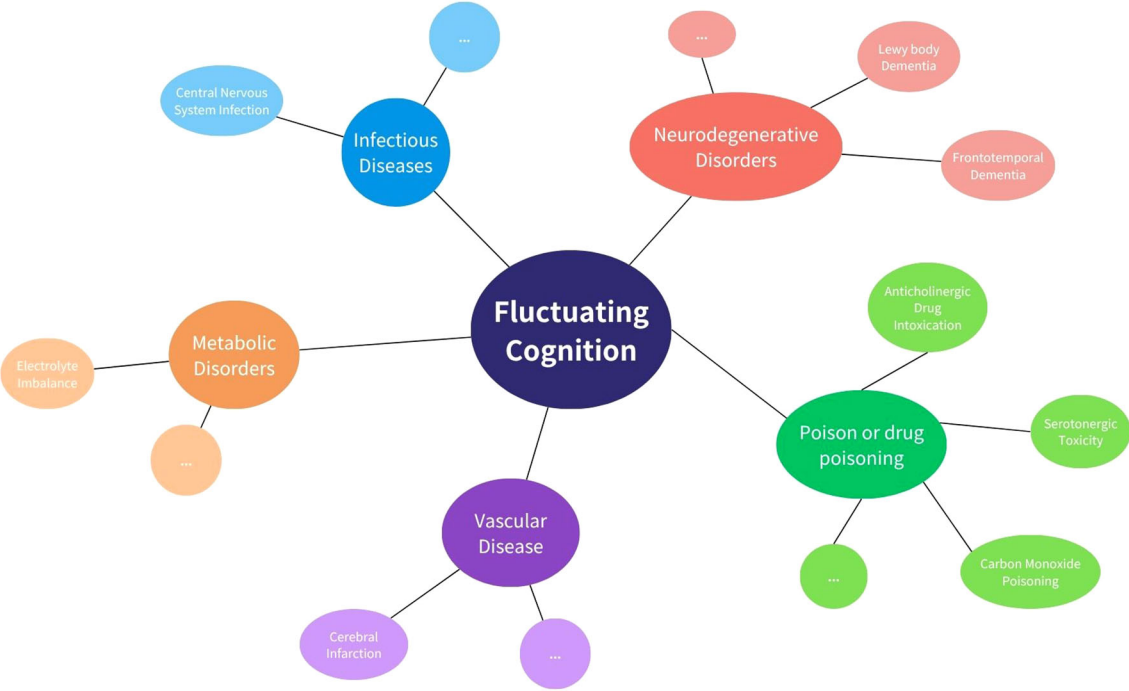 ...
Central Nervous
System Infection
Infectious
Diseases
...
Lewy body
Dementia
Neurodegenerative
Disorders
Frontotemporal
Dementia
Fluctuating
Cognition
Metabolic
Disorders
Electrolyte
Imbalance
...
Anticholinergic
Drug
Intoxication
Poison or drug
poisoning
Serotonergic
Toxicity
Carbon Monoxide
Poisoning
...
Vascular
Disease
Cerebral
Infarction
...